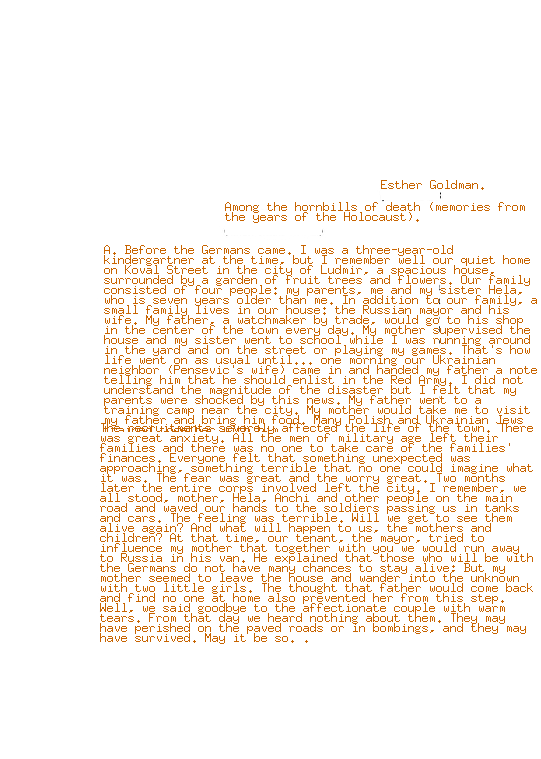 Esther Goldman.
Among the hornbills of death (memories from
the years of the Holocaust).
A. Before the Germans came. I was a three-year-old
kindergartner at the time, but I remember well our quiet home
on Koval Street in the city of Ludmir, a spacious house,
surrounded by a garden of fruit trees and flowers. Our family
consisted of four people: my parents, me and my sister Hela,
who is seven years older than me. In addition to our family, a
small family lives in our house: the Russian mayor and his
wife. My father, a watchmaker by trade, would go to his shop
in the center of the town every day. My mother supervised the
house and my sister went to school while I was running around
in the yard and on the street or playing my games. That's how
life went on as usual until... one morning our Ukrainian
neighbor (Pensevic's wife) came in and handed my father a note
telling him that he should enlist in the Red Army. I did not
understand the magnitude of the disaster but I felt that my
parents were shocked by this news. My father went to a
training camp near the city. My mother would take me to visit
my father and bring him food. Many Polish and Ukrainian Jews
The recruitments severely affected the life of the town. There
was great anxiety. All the men of military age left their
families and there was no one to take care of the families'
finances. Everyone felt that something unexpected was
approaching, something terrible that no one could imagine what
it was. The fear was great and the worry great. Two months
later the entire corps involved left the city. I remember, we
all stood, mother, Hela, Anchi and other people on the main
road and waved our hands to the soldiers passing us in tanks
and cars. The feeling was terrible. Will we get to see them
alive again? And what will happen to us, the mothers and
children? At that time, our tenant, the mayor, tried to
influence my mother that together with you we would run away
to Russia in his van. He explained that those who will be with
the Germans do not have many chances to stay alive; But my
mother seemed to leave the house and wander into the unknown
with two little girls. The thought that father would come back
and find no one at home also prevented her from this step.
Well, we said goodbye to the affectionate couple with warm
tears. From that day we heard nothing about them. They may
have perished on the paved roads or in bombings, and they may
have survived. May it be so. .